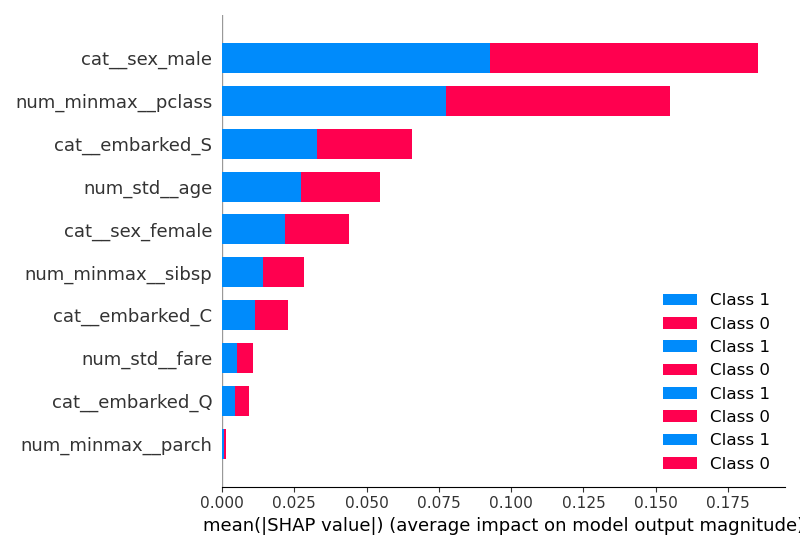 cat__sex_male
num_minmax__pclass
cat__embarked_S
num_std__age
cat__sex_female
num_minmax__sibsp
cat__embarked_C
num_std__fare
cat__embarked_Q
num_minmax__parch
Class 1
Class 0
Class 1
Class 0
Class 1
Class 0
Class 1
Class 0
0.000 0.025 0.050 0.075 0.100 0.125 0.150 0.175
mean(|SHAP value|) (average impact on model output magnitude)